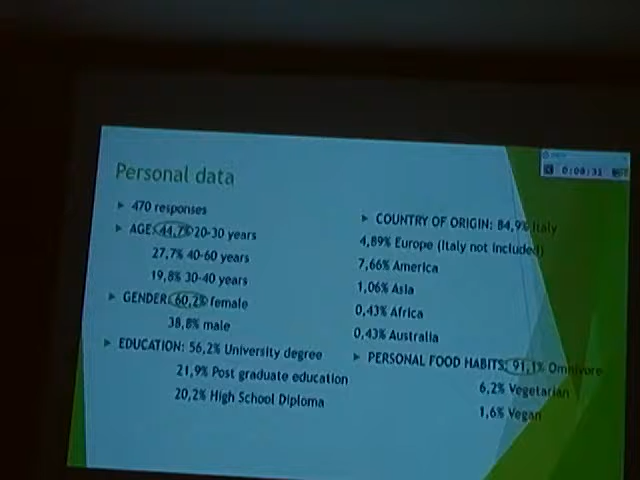 Personal data
470 responses
AGE: 44,7% 20-30 years
27,7% 40-60 years
19,8% 30-40 years
GENDER: 60,2% female
38,8% male
EDUCATION: 56,2% University degree
21,9% Post graduate education
20,2% High School Diploma
COUNTRY OF ORIGIN: 84,9% Italy
4,89% Europe (Italy not included)
7,66% America
1,06% Asia
0,43% Africa
0,43% Australia
PERSONAL FOOD HABITS: 91,1% Omnivore
6,2% Vegetarian
1,6% Vegan